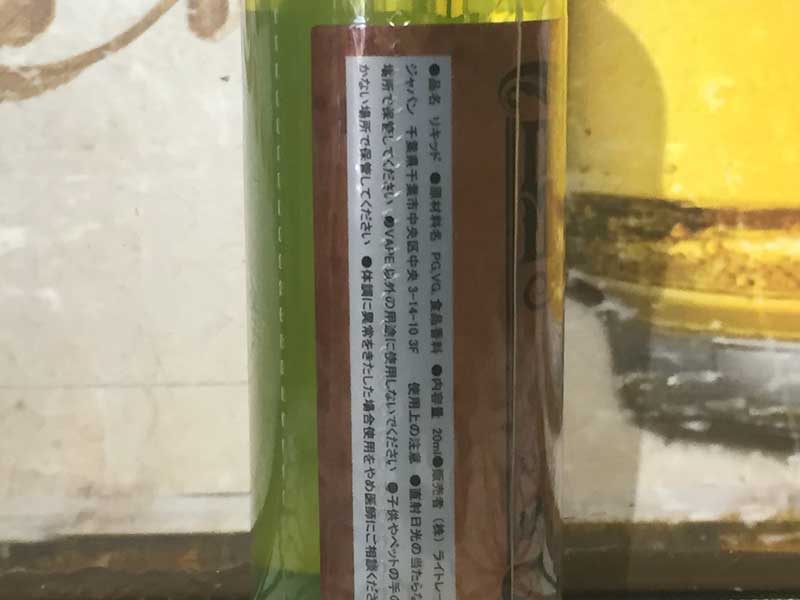 ●品名 リキッド ●原材料名 PG,VG,食品香料 ●内容量 20ml●販売者 (株) ライトレー
ジャパン 千葉県千葉市中央区中央 3-14-10 3F 使用上の注意 ●直射日光の当たらな
場所で保管してください ●VAPE 以外の用途に使用しないでください ●子供やペットの手の
かない場所で保管してください ●体調に異常をきたした場合使用をやめ医師にご相談くださ